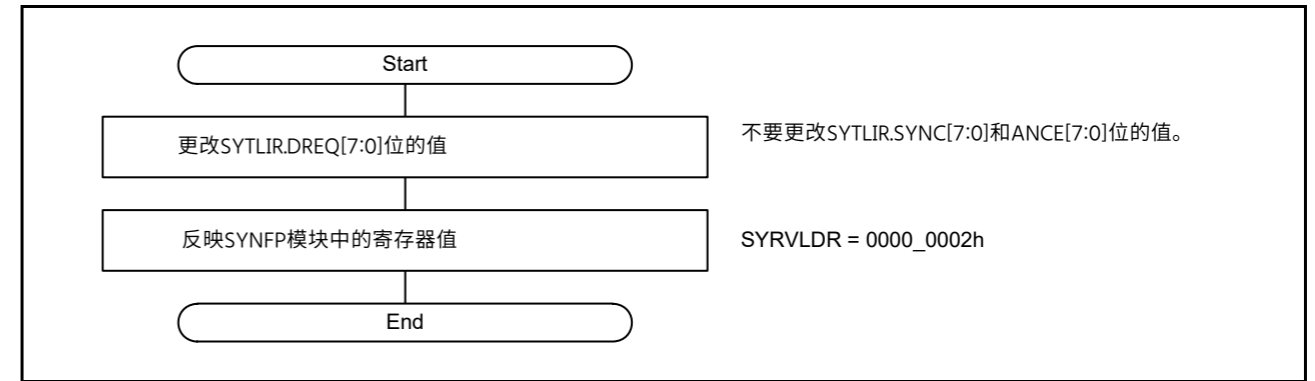 Start
更改SYTLIR.DREQ[7:0]位的值
不要更改SYTLIR.SYNC[7:0]和ANCE[7:0]位的值。
反映SYNFP模块中的寄存器值
SYRVLDR = 0000_0002h
End